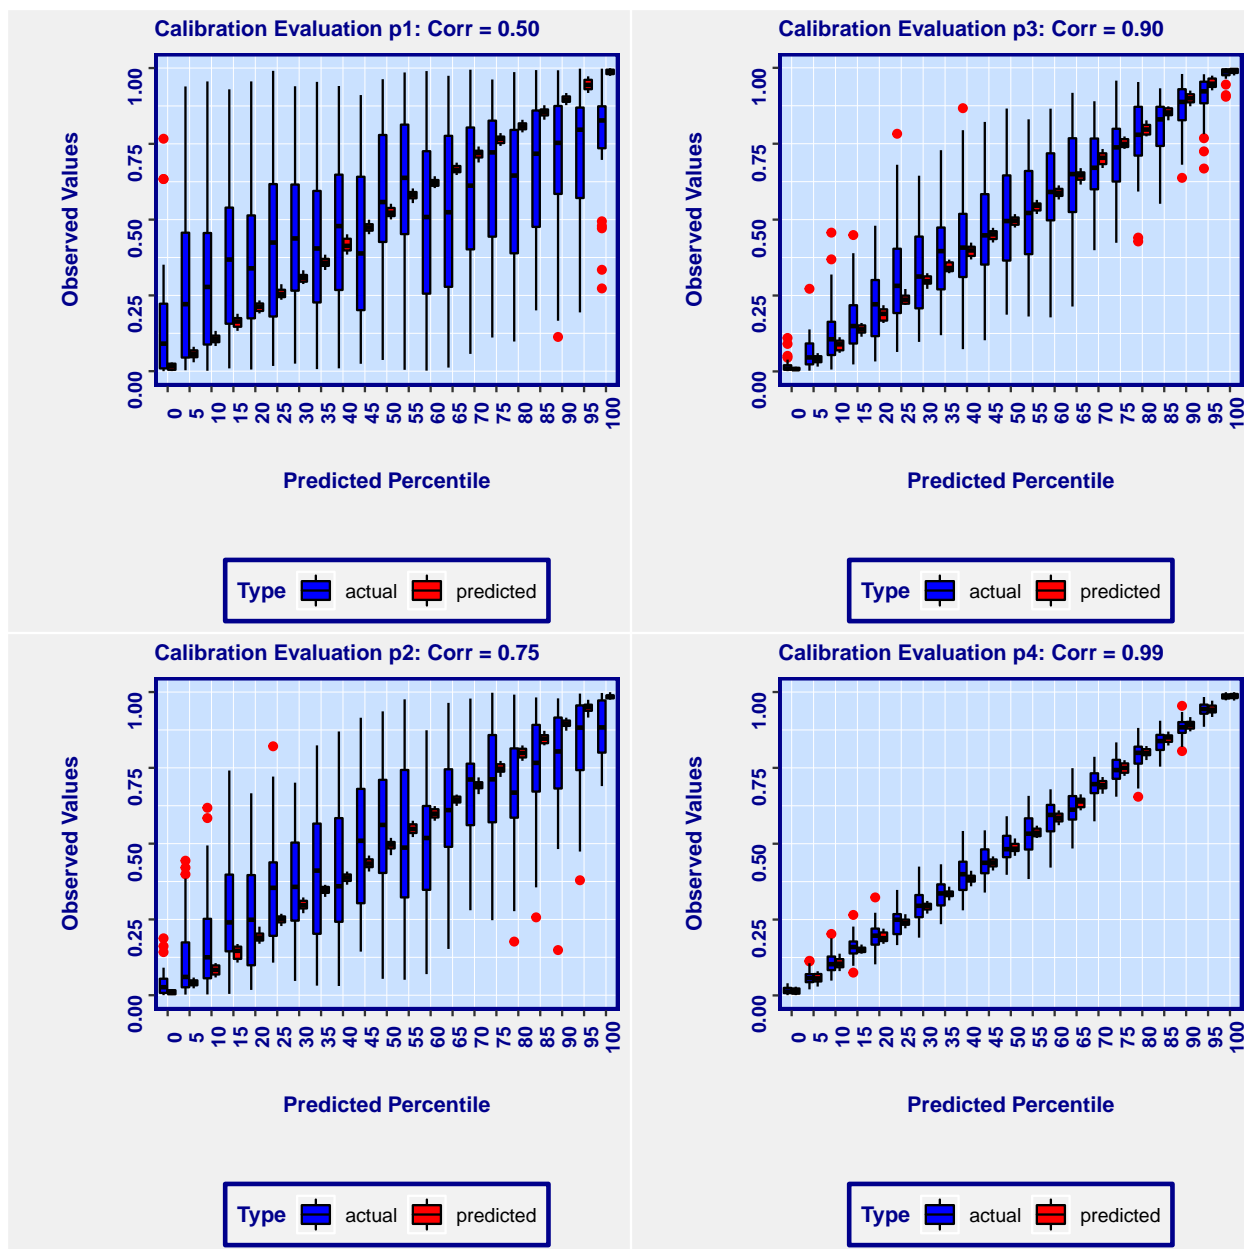 Calibration Evaluation p1: Corr = 0.50
Observed Values
1.00
0.75
0.50
0.25
0.00
0 5 10 15 20 25 30 35 40 45 50 55 60 65 70 75 80 85 90 95 100
Predicted Percentile
Type actual predicted
Calibration Evaluation p3: Corr = 0.90
Observed Values
1.00
0.75
0.50
0.25
0.00
0 5 10 15 20 25 30 35 40 45 50 55 60 65 70 75 80 85 90 95 100
Predicted Percentile
Type actual predicted
Calibration Evaluation p2: Corr = 0.75
Observed Values
1.00
0.75
0.50
0.25
0.00
0 5 10 15 20 25 30 35 40 45 50 55 60 65 70 75 80 85 90 95 100
Predicted Percentile
Type actual predicted
Calibration Evaluation p4: Corr = 0.99
Observed Values
1.00
0.75
0.50
0.25
0.00
0 5 10 15 20 25 30 35 40 45 50 55 60 65 70 75 80 85 90 95 100
Predicted Percentile
Type actual predicted